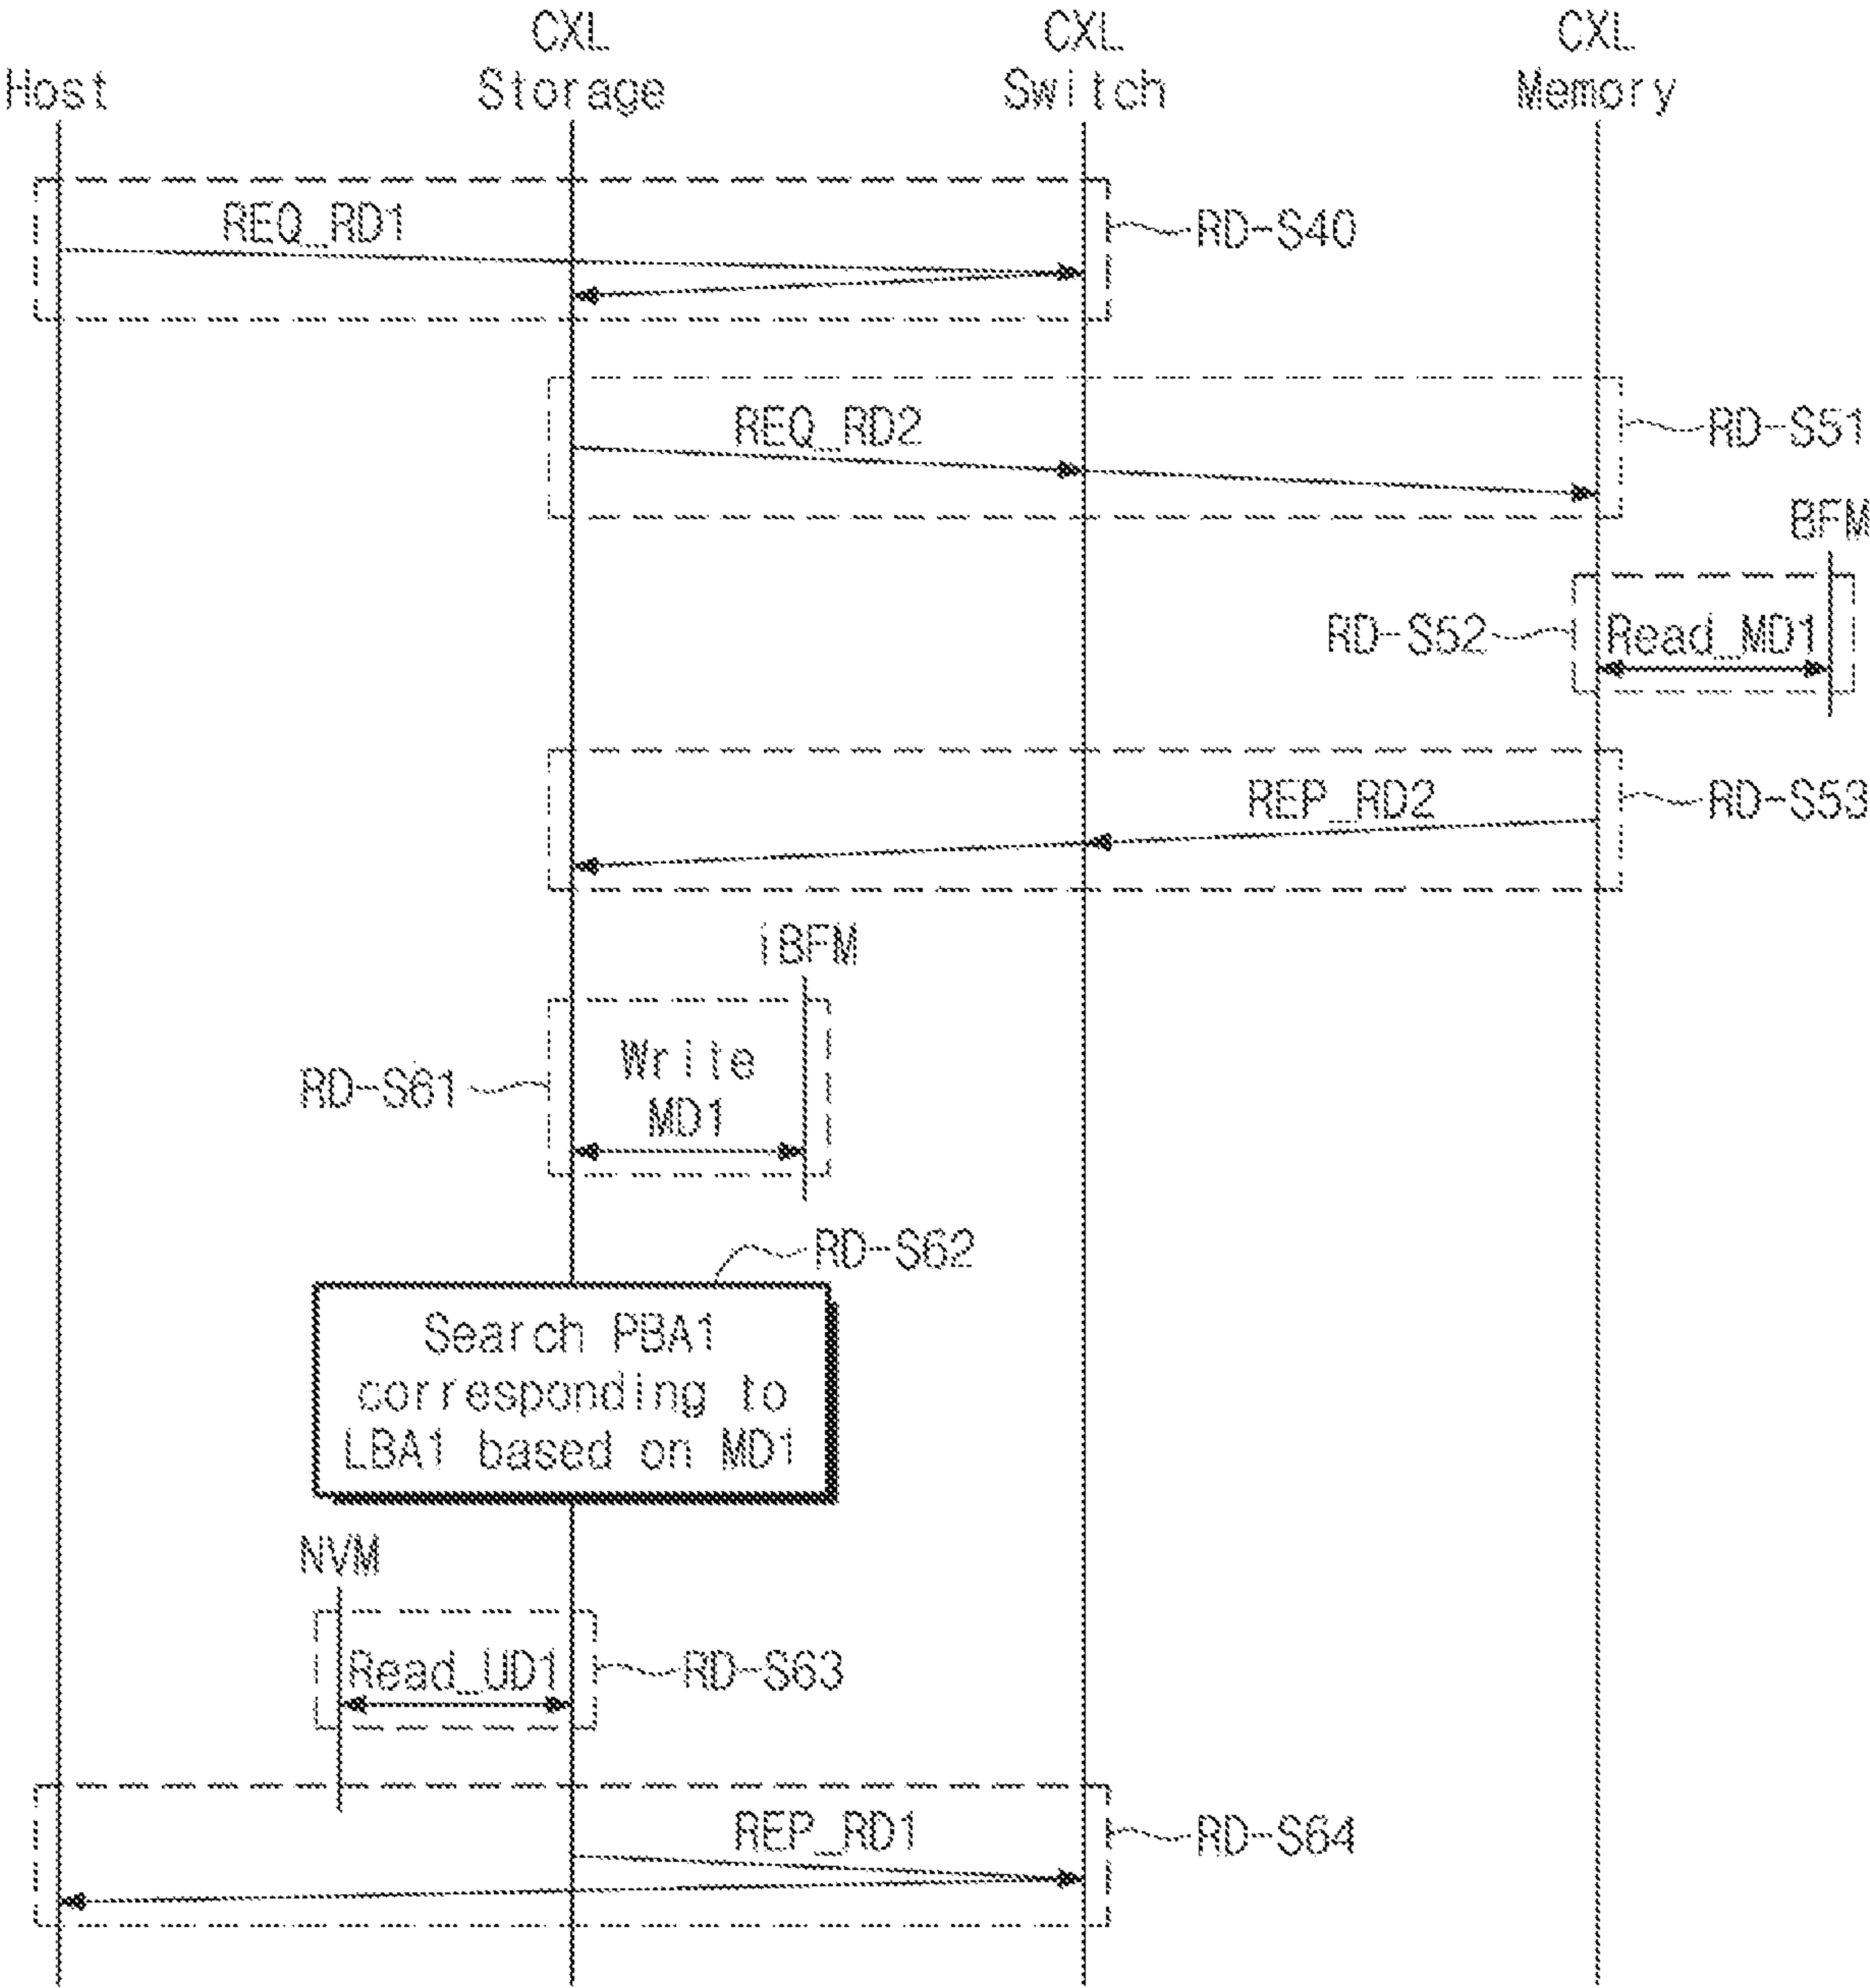 Host
CXL
Storage
CXL
Switch
CXL
Memory
REQ_RD1
RD-S40
REQ_RD2
RD-S51
BFM
RD-S52
Read_MD1
REP_RD2
RD-S53
iBFM
RD-S61
Write
MD1
RD-S62
Search PBA1
corresponding to
LBA1 based on MD1
NVM
Read_UD1
RD-S63
REP_RD1
RD-S64